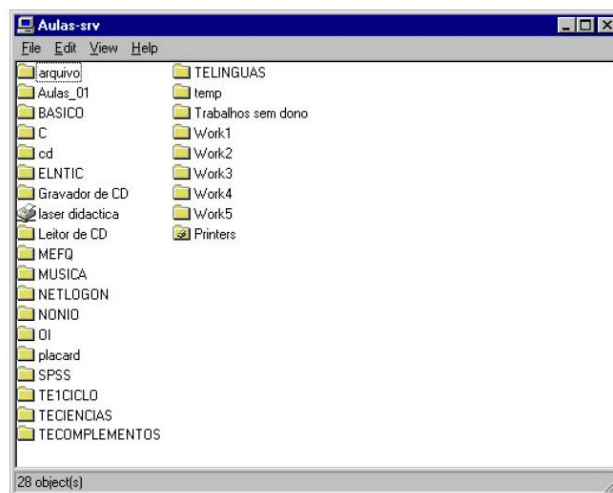 Aulas-srv
File Edit View Help
arquivo
Aulas_01
BASICO
C
cd
ELNTIC
Gravador de CD
laser didactica
Leitor de CD
MEFQ
MUSICA
NETLOGON
NONIO
OI
placard
SPSS
TE1CICLO
TECIENCIAS
TECOMPLEMENTOS
TELINGUAS
temp
Trabalhos sem dono
Work1
Work2
Work3
Work4
Work5
Printers
28 object(s)